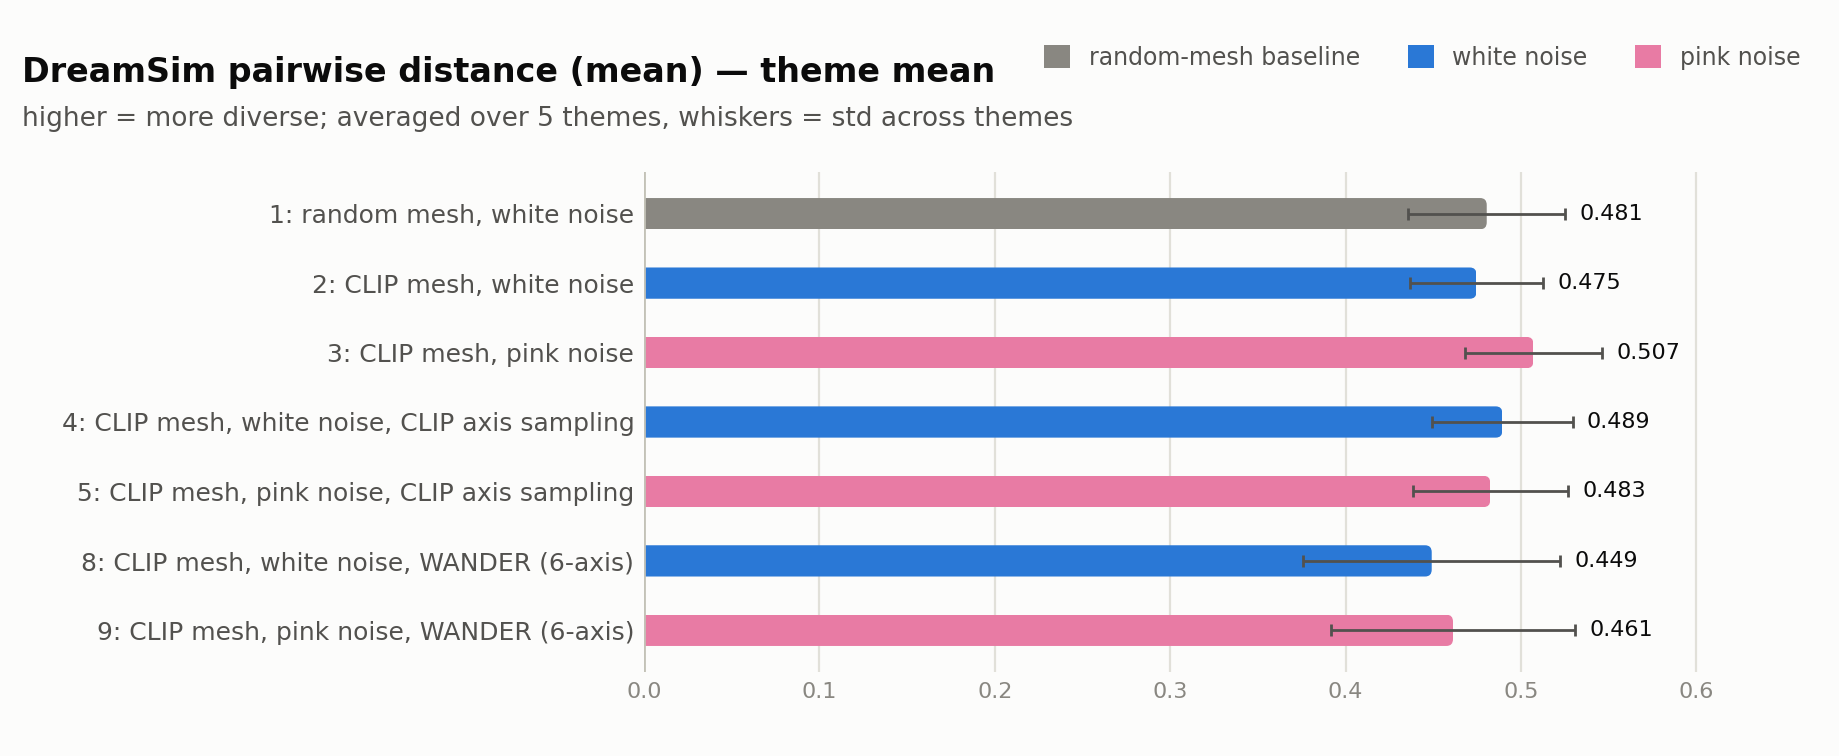 DreamSim pairwise distance (mean) — theme mean
random-mesh baseline
white noise
pink noise
higher = more diverse; averaged over 5 themes, whiskers = std across themes
1: random mesh, white noise
0.481
2: CLIP mesh, white noise
0.475
3: CLIP mesh, pink noise
0.507
4: CLIP mesh, white noise, CLIP axis sampling
0.489
5: CLIP mesh, pink noise, CLIP axis sampling
0.483
8: CLIP mesh, white noise, WANDER (6-axis)
0.449
9: CLIP mesh, pink noise, WANDER (6-axis)
0.461
0.0 0.1 0.2 0.3 0.4 0.5 0.6